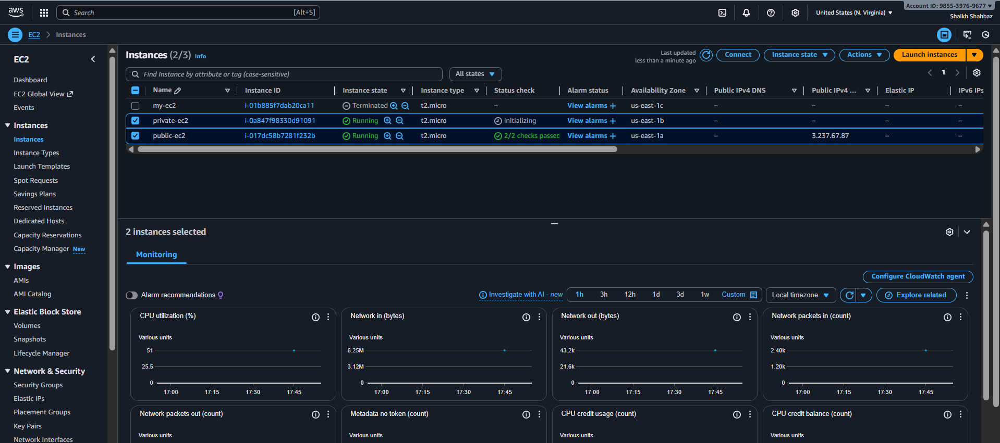 aws
Search [Alt+S]
United States (N. Virginia)
Account ID: 9855-3976-9677
Shaikh Shahbaz
EC2 Instances
EC2
Dashboard
EC2 Global View
Events
Instances
Instances
Instance Types
Launch Templates
Spot Requests
Savings Plans
Reserved Instances
Dedicated Hosts
Capacity Reservations
Capacity Manager New
Images
AMIs
AMI Catalog
Elastic Block Store
Volumes
Snapshots
Lifecycle Manager
Network & Security
Security Groups
Elastic IPs
Placement Groups
Key Pairs
Network Interfaces
Instances (2/3) Info
Last updated
less than a minute ago
Connect Instance state Actions Launch instances
Find Instance by attribute or tag (case-sensitive) All states
1
Name Instance ID Instance state Instance type Status check Alarm status Availability Zone Public IPv4 DNS Public IPv4 ... Elastic IP IPv6 IPs
my-ec2 i-01b885f7dab20ca11 Terminated t2.micro – View alarms + us-east-1c – – – –
private-ec2 i-0a847f98330d91091 Running t2.micro Initializing View alarms + us-east-1b – – – –
public-ec2 i-017dc58b7281f232b Running t2.micro 2/2 checks passed View alarms + us-east-1a – 3.237.67.87 – –
2 instances selected
Monitoring
Configure CloudWatch agent
Alarm recommendations
Investigate with AI - new
1h 3h 12h 1d 3d 1w Custom
Local timezone
Explore related
CPU utilization (%)
Various units
51
25.5
0
17:00 17:15 17:30 17:45
Network in (bytes)
Various units
6.25M
3.12M
0
17:00 17:15 17:30 17:45
Network out (bytes)
Various units
43.2k
21.6k
0
17:00 17:15 17:30 17:45
Network packets in (count)
Various units
2.40k
1.20k
0
17:00 17:15 17:30 17:45
Network packets out (count)
Various units
Metadata no token (count)
Various units
CPU credit usage (count)
Various units
CPU credit balance (count)
Various units